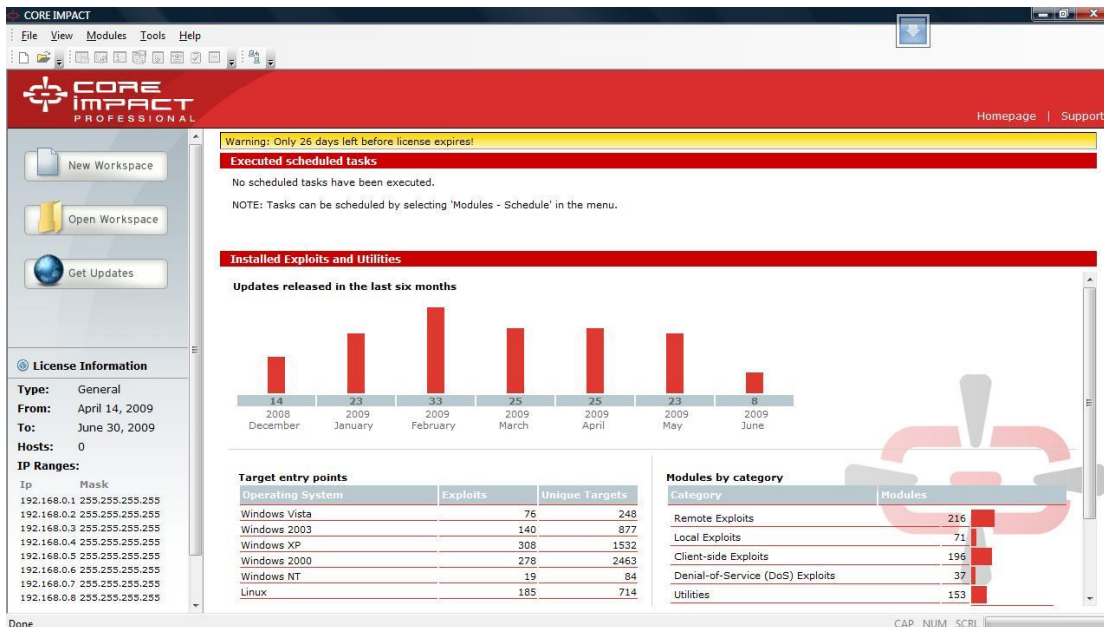 CORE IMPACT
File View Modules Tools Help
CORE
IMPACT
PROFESSIONAL
Homepage | Support
New Workspace
Open Workspace
Get Updates
License Information
Type: General
From: April 14, 2009
To: June 30, 2009
Hosts: 0
IP Ranges:
Ip Mask
192.168.0.1 255.255.255.255
192.168.0.2 255.255.255.255
192.168.0.3 255.255.255.255
192.168.0.4 255.255.255.255
192.168.0.5 255.255.255.255
192.168.0.6 255.255.255.255
192.168.0.7 255.255.255.255
192.168.0.8 255.255.255.255
Warning: Only 26 days left before license expires!
Executed scheduled tasks
No scheduled tasks have been executed.
NOTE: Tasks can be scheduled by selecting 'Modules - Schedule' in the menu.
Installed Exploits and Utilities
Updates released in the last six months
14 23 33 25 25 23 8
2008 2009 2009 2009 2009 2009 2009
December January February March April May June
Target entry points
Operating System Exploits Unique Targets
Windows Vista 76 248
Windows 2003 140 877
Windows XP 308 1532
Windows 2000 278 2463
Windows NT 19 84
Linux 185 714
Modules by category
Category Modules
Remote Exploits 216
Local Exploits 71
Client-side Exploits 196
Denial-of-Service (DoS) Exploits 37
Utilities 153
Done
CAP NUM SCRL